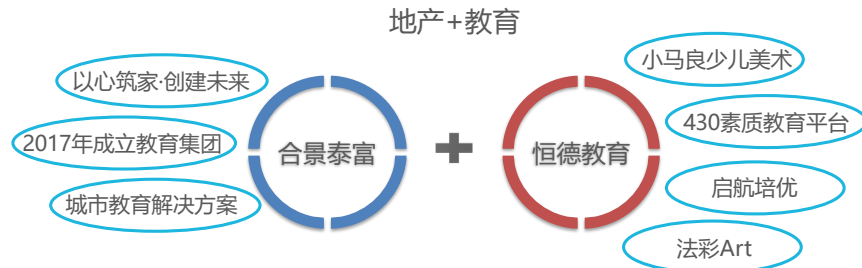 地产+教育
以心筑家·创建未来
2017年成立教育集团
城市教育解决方案
合景泰富
+
恒德教育
小马良少儿美术
430素质教育平台
启航培优
法彩Art